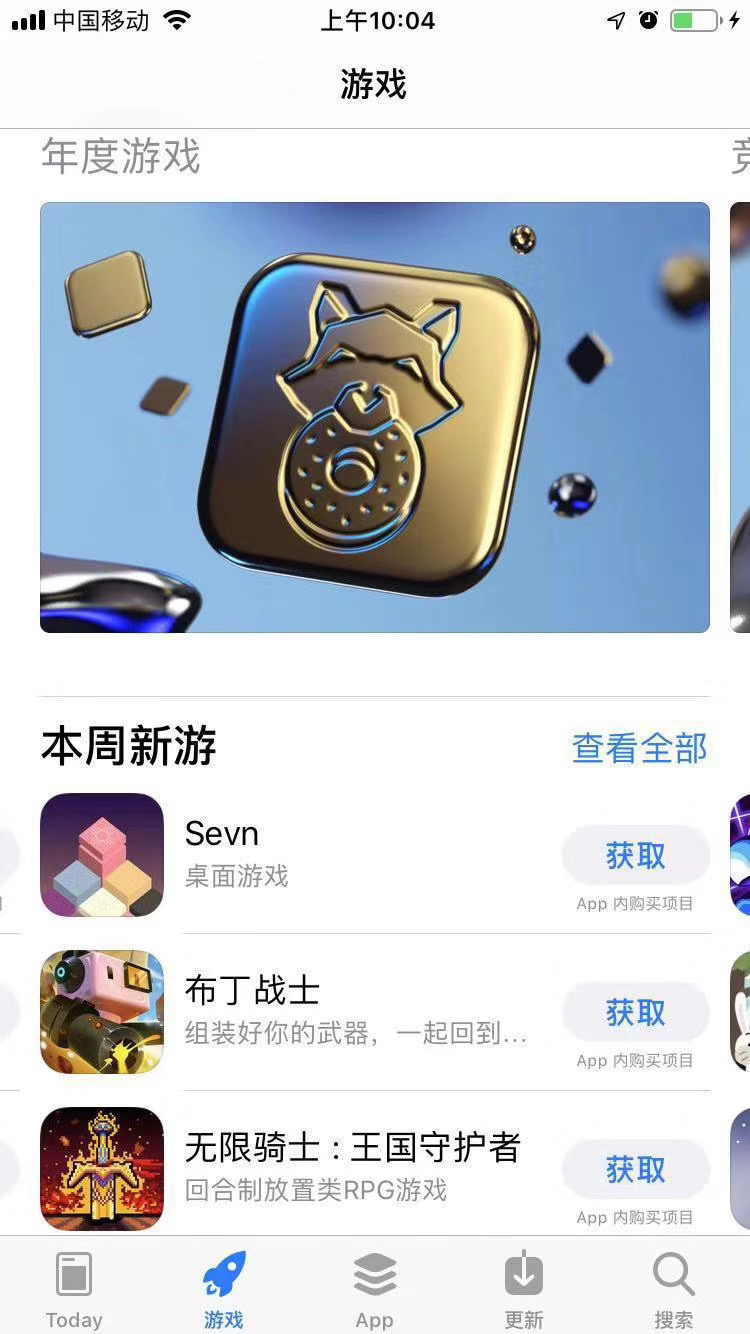 中国移动
上午10:04
游戏
年度游戏
本周新游
查看全部
Sevn
桌面游戏
获取
App 内购买项目
布丁战士
组装好你的武器，一起回到...
获取
App 内购买项目
无限骑士 : 王国守护者
回合制放置类RPG游戏
获取
App 内购买项目
Today
游戏
App
更新
搜索